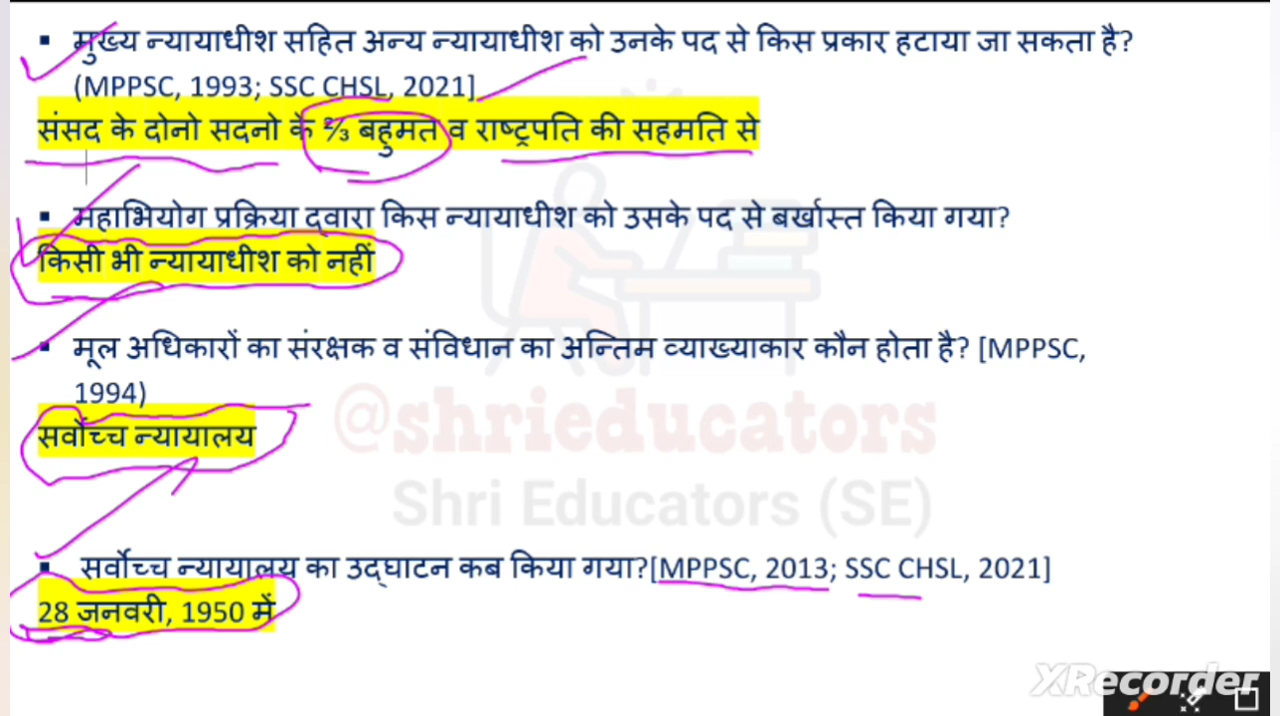 ▪ मुख्य न्यायाधीश सहित अन्य न्यायाधीश को उनके पद से किस प्रकार हटाया जा सकता है?
(MPPSC, 1993; SSC CHSL, 2021]
संसद के दोनो सदनो के ⅔ बहुमत व राष्ट्रपति की सहमति से
▪ महाभियोग प्रक्रिया द्वारा किस न्यायाधीश को उसके पद से बर्खास्त किया गया?
किसी भी न्यायाधीश को नहीं
▪ मूल अधिकारों का संरक्षक व संविधान का अन्तिम व्याख्याकार कौन होता है? [MPPSC,
1994)
सर्वोच्च न्यायालय
@shrieducators
Shri Educators (SE)
▪ सर्वोच्च न्यायालय का उद्घाटन कब किया गया?[MPPSC, 2013; SSC CHSL, 2021]
28 जनवरी, 1950 में
XRecorder